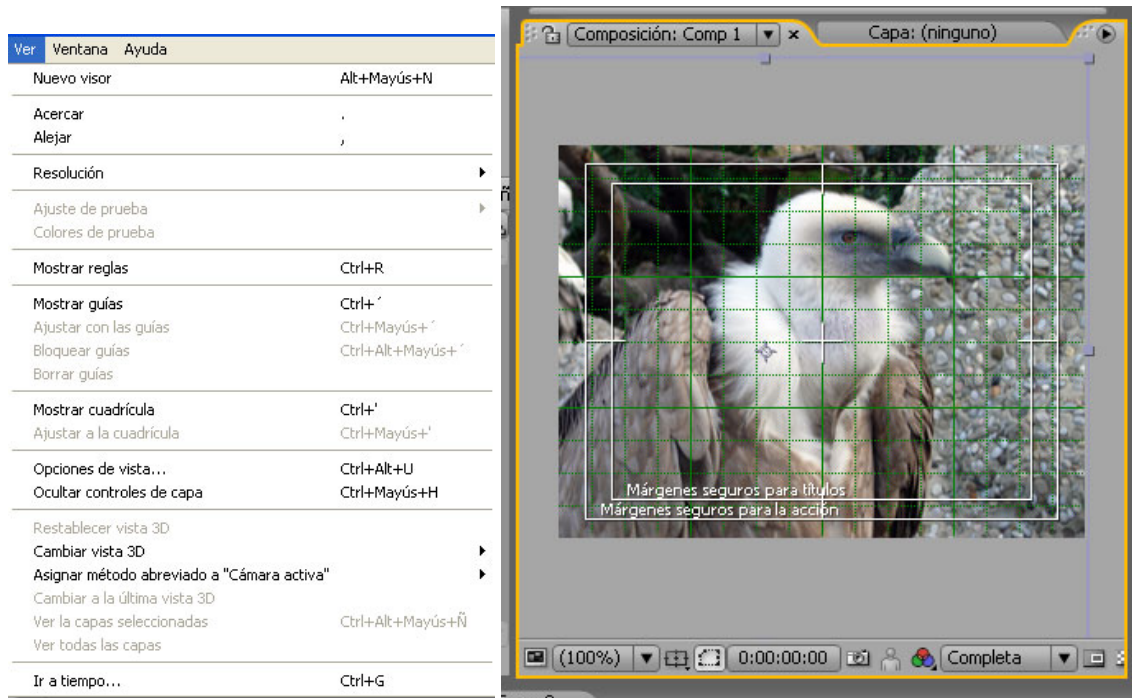 Ver Ventana Ayuda
Nuevo visor Alt+Mayús+N
Acercar .
Alejar ,
Resolución
Ajuste de prueba
Colores de prueba
Mostrar reglas Ctrl+R
Mostrar guías Ctrl+´
Ajustar con las guías Ctrl+Mayús+´
Bloquear guías Ctrl+Alt+Mayús+´
Borrar guías
Mostrar cuadrícula Ctrl+'
Ajustar a la cuadrícula Ctrl+Mayús+'
Opciones de vista... Ctrl+Alt+U
Ocultar controles de capa Ctrl+Mayús+H
Restablecer vista 3D
Cambiar vista 3D
Asignar método abreviado a "Cámara activa"
Cambiar a la última vista 3D
Ver la capas seleccionadas Ctrl+Alt+Mayús+Ñ
Ver todas las capas
Ir a tiempo... Ctrl+G
Composición: Comp 1 Capa: (ninguno)
Márgenes seguros para títulos
Márgenes seguros para la acción
(100%) 0:00:00:00 Completa